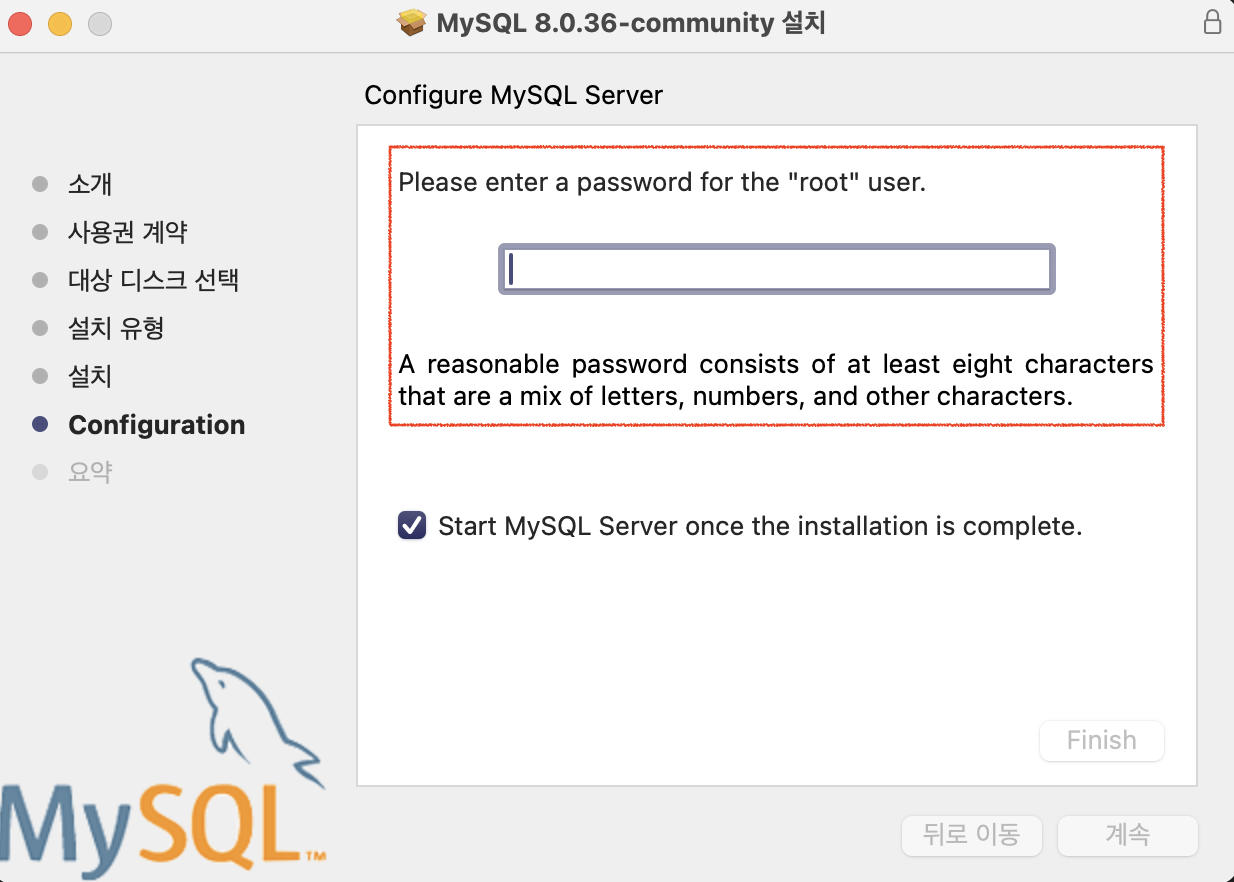 MySQL 8.0.36-community 설치
Configure MySQL Server
소개
사용권 계약
대상 디스크 선택
설치 유형
설치
Configuration
요약
Please enter a password for the "root" user.
A reasonable password consists of at least eight characters
that are a mix of letters, numbers, and other characters.
Start MySQL Server once the installation is complete.
Finish
MySQL™
뒤로 이동
계속